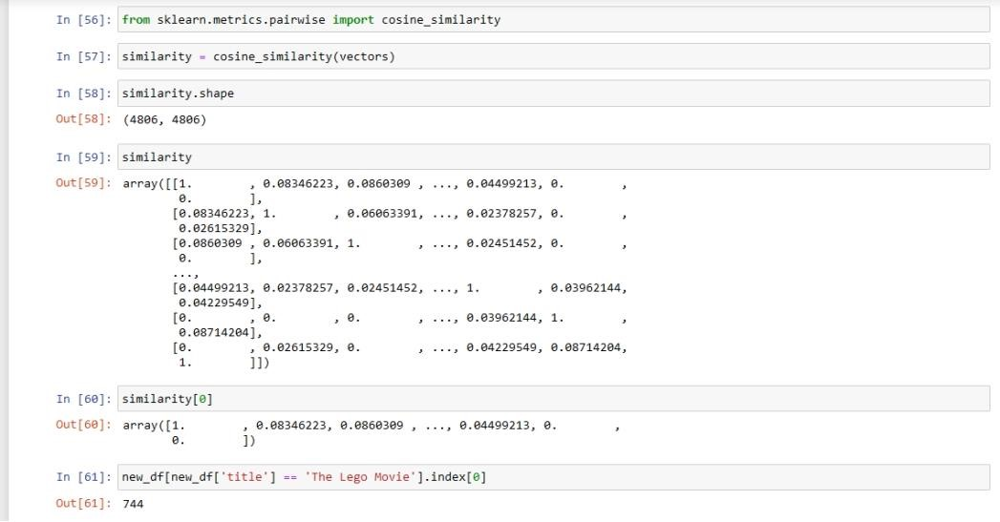 In [56]: from sklearn.metrics.pairwise import cosine_similarity
In [57]: similarity = cosine_similarity(vectors)
In [58]: similarity.shape
Out[58]: (4806, 4806)
In [59]: similarity
Out[59]: array([[1.        , 0.08346223, 0.0860309 , ..., 0.04499213, 0.        ,
        0.        ],
       [0.08346223, 1.        , 0.06063391, ..., 0.02378257, 0.        ,
        0.02615329],
       [0.0860309 , 0.06063391, 1.        , ..., 0.02451452, 0.        ,
        0.        ],
       ...,
       [0.04499213, 0.02378257, 0.02451452, ..., 1.        , 0.03962144,
        0.04229549],
       [0.        , 0.        , 0.        , ..., 0.03962144, 1.        ,
        0.08714204],
       [0.        , 0.02615329, 0.        , ..., 0.04229549, 0.08714204,
        1.        ]])
In [60]: similarity[0]
Out[60]: array([1.        , 0.08346223, 0.0860309 , ..., 0.04499213, 0.        ,
       0.        ])
In [61]: new_df[new_df['title'] == 'The Lego Movie'].index[0]
Out[61]: 744